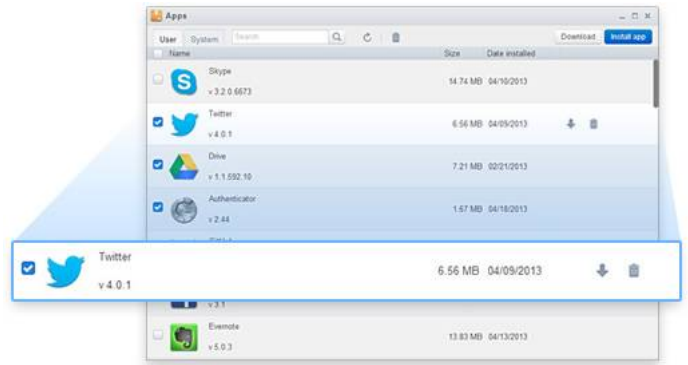 Apps
User System Search Download Install app
Name Size Date installed
Skype
14.74 MB 04/10/2013
v 3.2.0.6673
Twitter
6.56 MB 04/09/2013
v 4.0.1
Drive
7.21 MB 02/21/2013
v 1.1.592.10
Authenticator
1.67 MB 04/18/2013
v 2.44
Twitter
6.56 MB 04/09/2013
v 4.0.1
v 3.1
Evernote
13.83 MB 04/13/2013
v 5.0.3